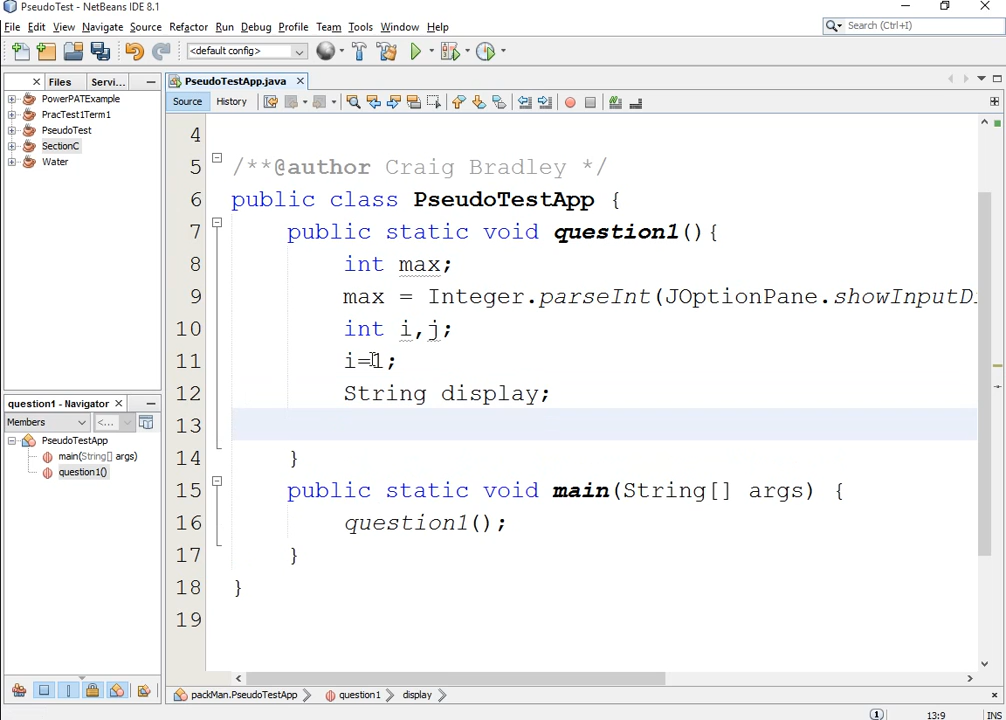 PseudoTest - NetBeans IDE 8.1
File Edit View Navigate Source Refactor Run Debug Profile Team Tools Window Help
Search (Ctrl+I)
<default config>
Files Servi...
PseudoTestApp.java
PowerPATExample
PracTest1Term1
PseudoTest
SectionC
Water
Source History
4
5 /**@author Craig Bradley */
6 public class PseudoTestApp {
7 public static void question1(){
8 int max;
9 max = Integer.parseInt(JOptionPane.showInputDi
10 int i,j;
11 i=1;
12 String display;
13
14 }
15 public static void main(String[] args) {
16 question1();
17 }
18 }
19
question1 - Navigator
Members <...
PseudoTestApp
main(String[] args)
question1()
packMan.PseudoTestApp question1 display
1 13:9 INS